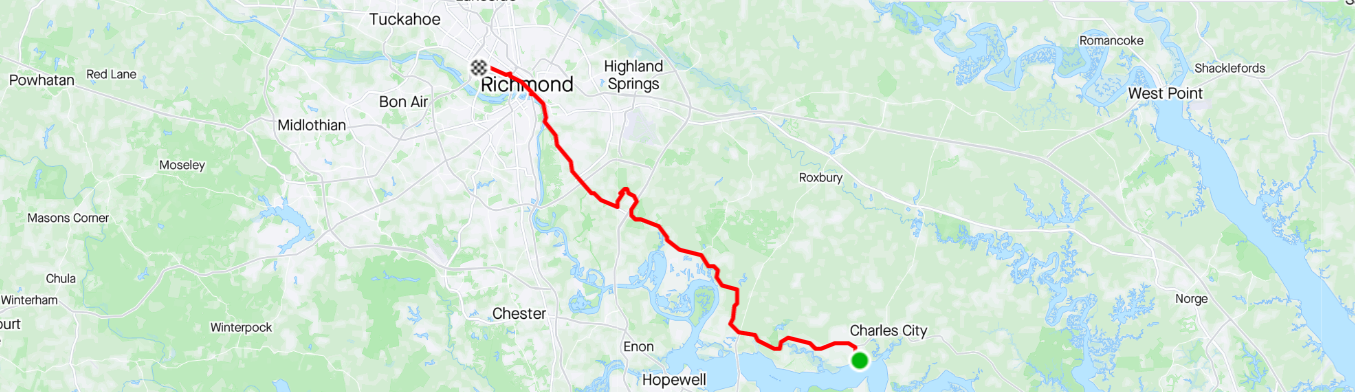 Tuckahoe
Romancoke
Highland
Springs
Shacklefords
Red Lane
Powhatan
Richmond
West Point
Bon Air
Midlothian
Moseley
Roxbury
Masons Corner
Chula
Winterham
Norge
Chester
Winterpock
Charles City
Enon
Hopewell